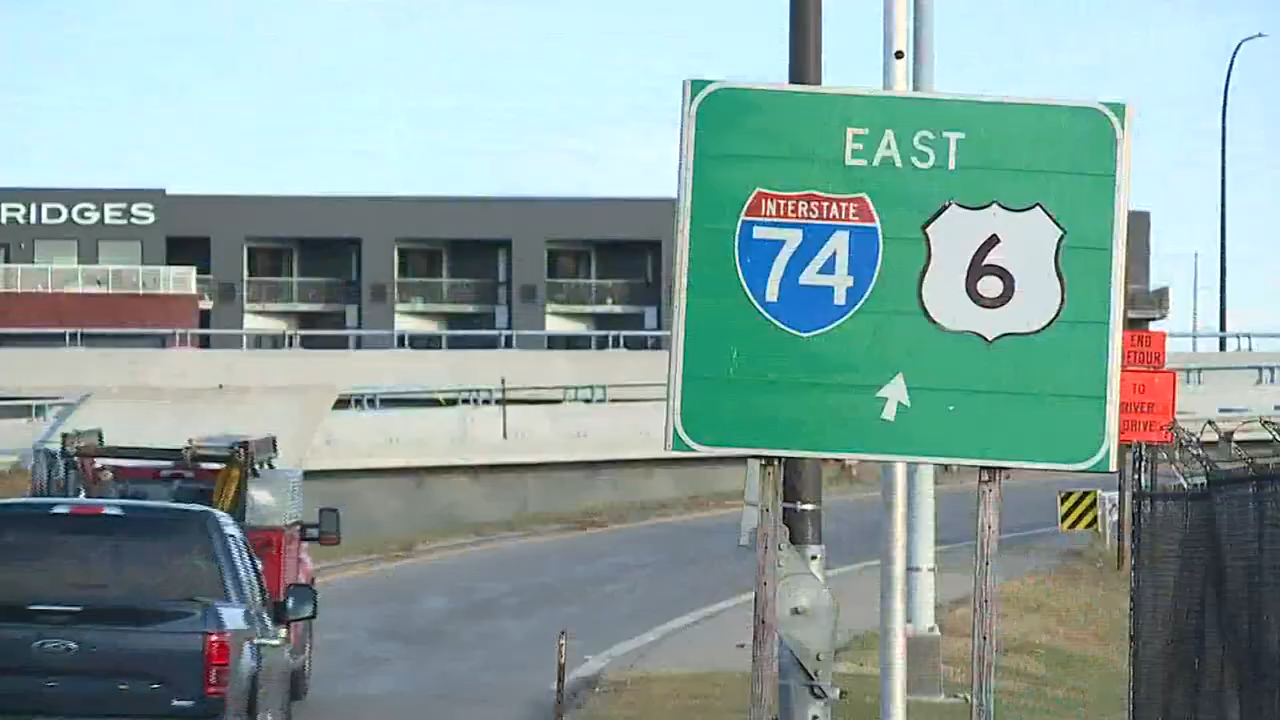 RIDGES
EAST
INTERSTATE
74
6
END
DETOUR
TO
RIVER
DRIVE